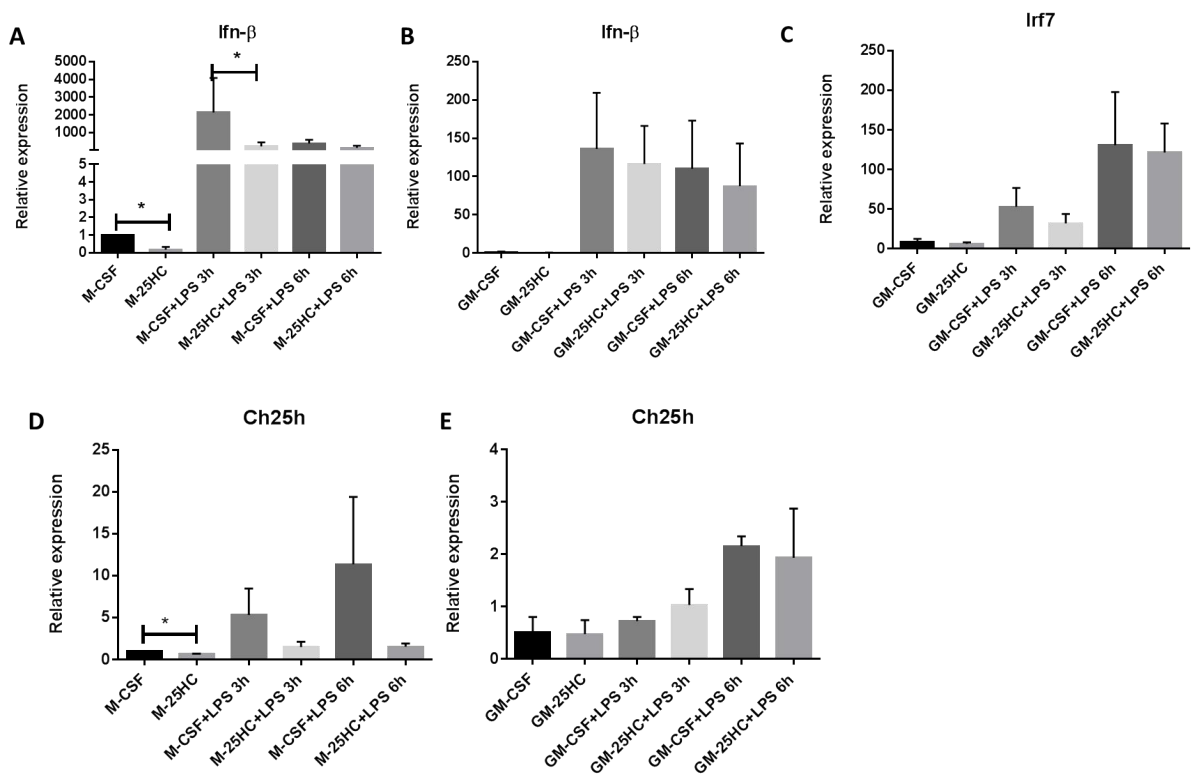 A
Ifn-β
Relative expression
5000
4000
3000
2000
1000
5
4
3
2
1
0
*
*
M-CSF
M-25HC
M-CSF+LPS 3h
M-25HC+LPS 3h
M-CSF+LPS 6h
M-25HC+LPS 6h
B
Ifn-β
Relative expression
250
200
150
100
50
0
GM-CSF
GM-25HC
GM-CSF+LPS 3h
GM-25HC+LPS 3h
GM-CSF+LPS 6h
GM-25HC+LPS 6h
C
Irf7
Relative expression
250
200
150
100
50
0
GM-CSF
GM-25HC
GM-CSF+LPS 3h
GM-25HC+LPS 3h
GM-CSF+LPS 6h
GM-25HC+LPS 6h
D
Ch25h
Relative expression
25
20
15
10
5
0
*
M-CSF
M-25HC
M-CSF+LPS 3h
M-25HC+LPS 3h
M-CSF+LPS 6h
M-25HC+LPS 6h
E
Ch25h
Relative expression
4
3
2
1
0
GM-CSF
GM-25HC
GM-CSF+LPS 3h
GM-25HC+LPS 3h
GM-CSF+LPS 6h
GM-25HC+LPS 6h